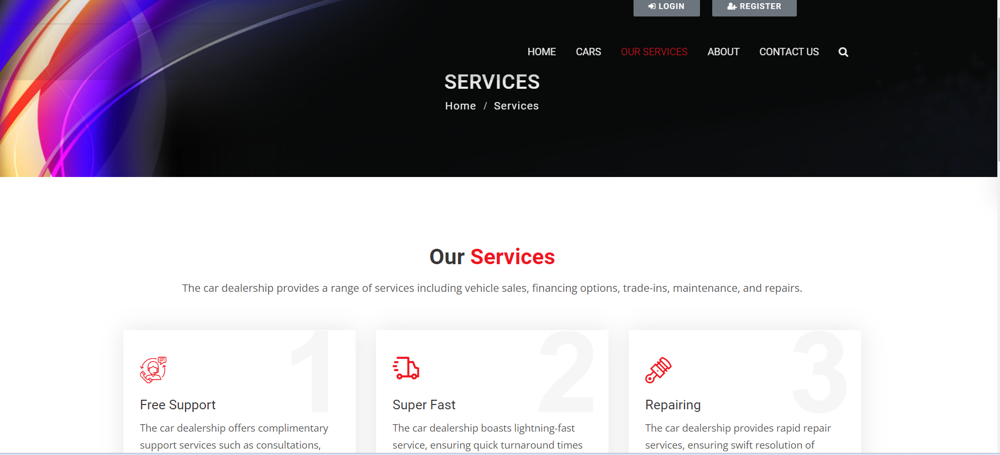 LOGIN REGISTER
HOME CARS OUR SERVICES ABOUT CONTACT US
SERVICES
Home / Services
Our Services
The car dealership provides a range of services including vehicle sales, financing options, trade-ins, maintenance, and repairs.
1
Free Support
The car dealership offers complimentary
support services such as consultations,
2
Super Fast
The car dealership boasts lightning-fast
service, ensuring quick turnaround times
3
Repairing
The car dealership provides rapid repair
services, ensuring swift resolution of